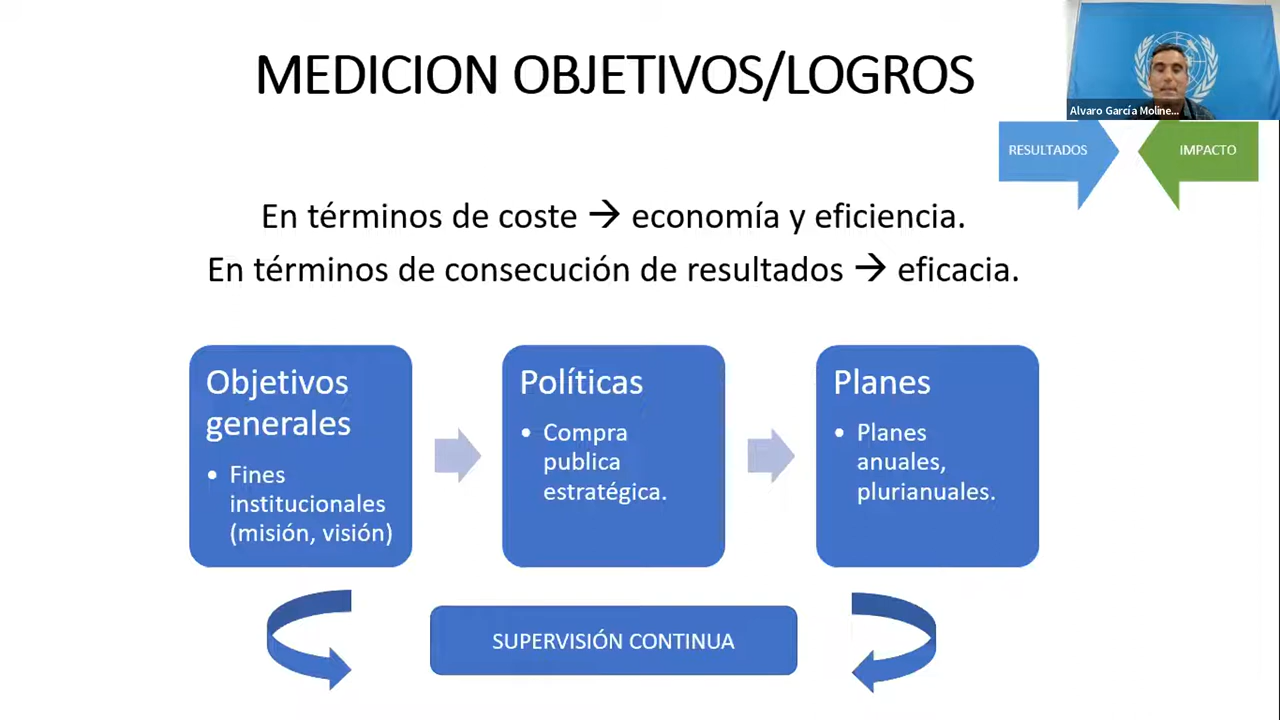 MEDICION OBJETIVOS/LOGROS
Alvaro García Moline...
RESULTADOS
IMPACTO
En términos de coste → economía y eficiencia.
En términos de consecución de resultados → eficacia.
Objetivos
generales
• Fines
institucionales
(misión, visión)
Políticas
• Compra
publica
estratégica.
Planes
• Planes
anuales,
plurianuales.
SUPERVISIÓN CONTINUA